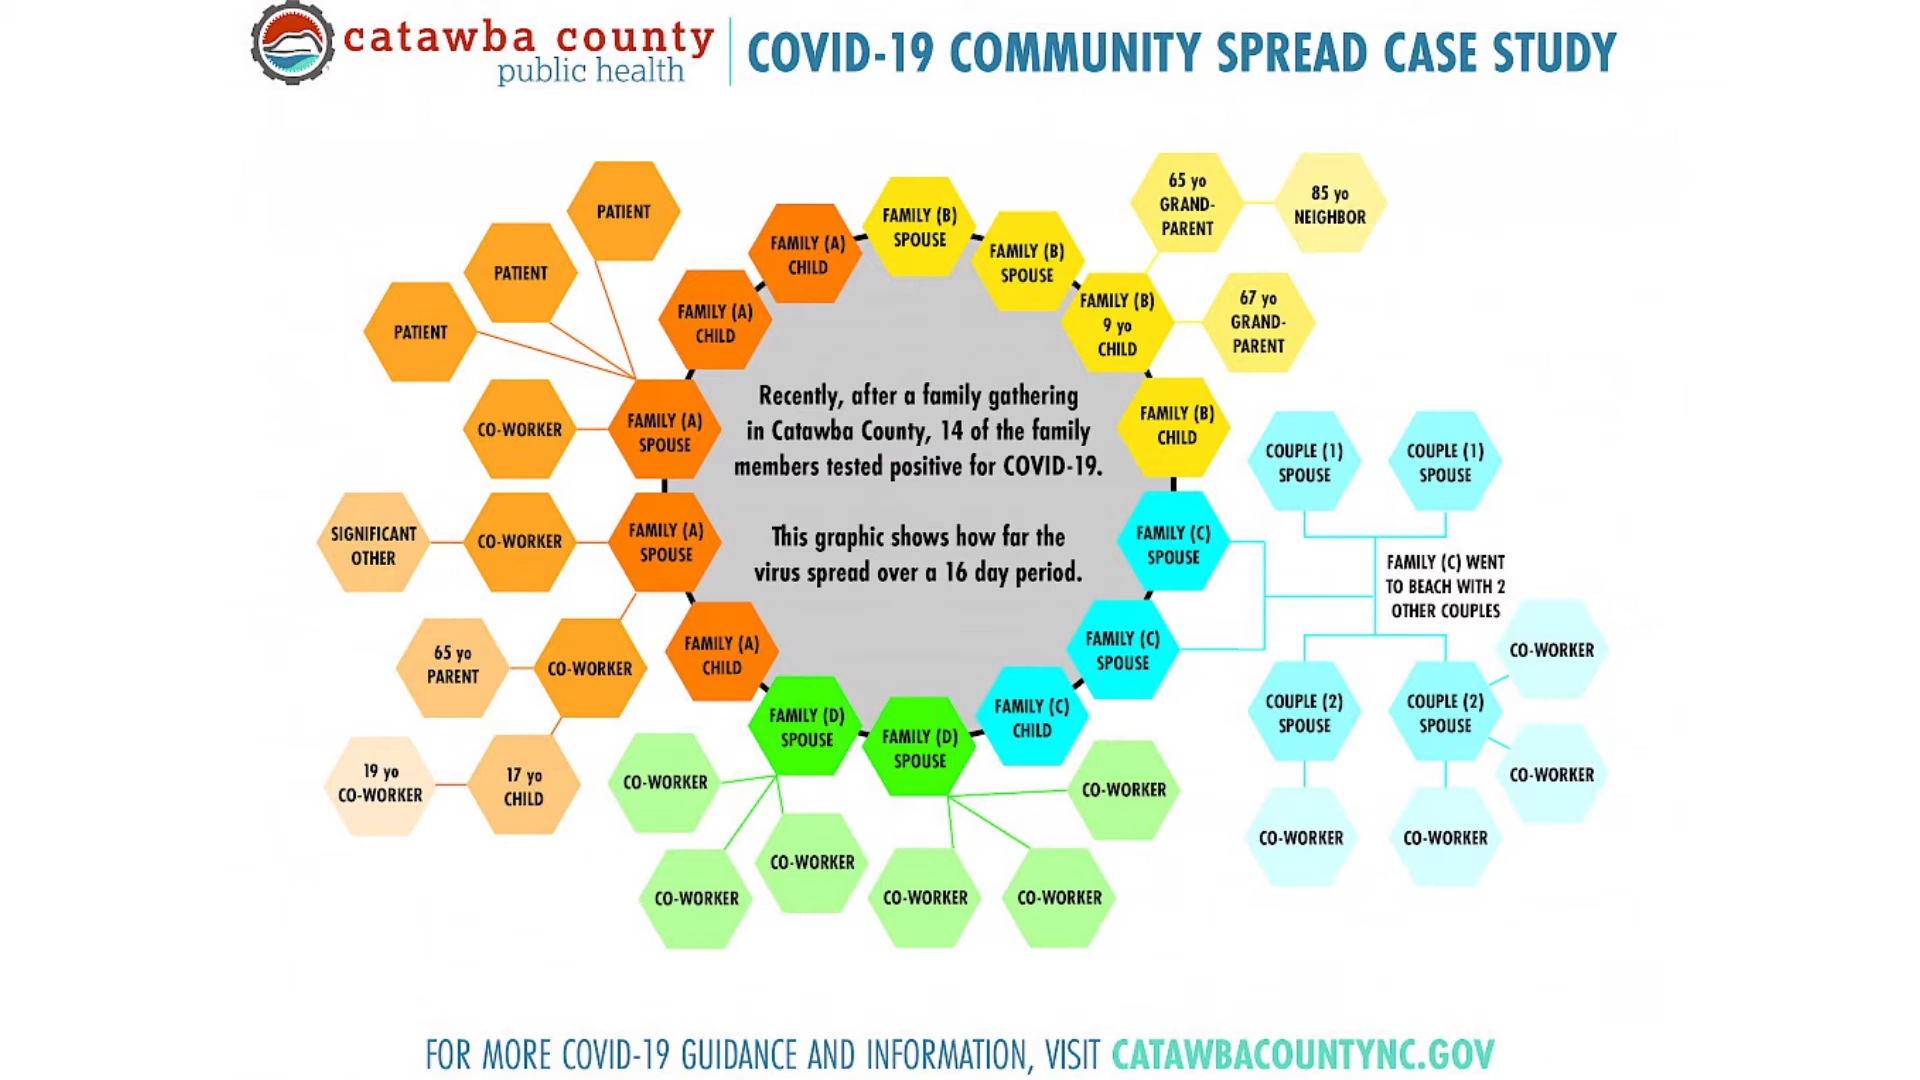 catawba county
public health
COVID-19 COMMUNITY SPREAD CASE STUDY
PATIENT
PATIENT
PATIENT
CO-WORKER
SIGNIFICANT
OTHER
CO-WORKER
65 yo
PARENT
CO-WORKER
19 yo
CO-WORKER
17 yo
CHILD
FAMILY (A)
CHILD
FAMILY (A)
CHILD
FAMILY (A)
SPOUSE
FAMILY (A)
SPOUSE
FAMILY (A)
CHILD
FAMILY (B)
SPOUSE
FAMILY (B)
SPOUSE
FAMILY (B)
9 yo
CHILD
FAMILY (B)
CHILD
65 yo
GRAND-
PARENT
85 yo
NEIGHBOR
67 yo
GRAND-
PARENT
Recently, after a family gathering
in Catawba County, 14 of the family
members tested positive for COVID-19.
This graphic shows how far the
virus spread over a 16 day period.
FAMILY (C)
SPOUSE
FAMILY (C)
SPOUSE
FAMILY (C)
CHILD
COUPLE (1)
SPOUSE
COUPLE (1)
SPOUSE
FAMILY (C) WENT
TO BEACH WITH 2
OTHER COUPLES
COUPLE (2)
SPOUSE
COUPLE (2)
SPOUSE
CO-WORKER
CO-WORKER
CO-WORKER
CO-WORKER
FAMILY (D)
SPOUSE
FAMILY (D)
SPOUSE
CO-WORKER
CO-WORKER
CO-WORKER
CO-WORKER
CO-WORKER
CO-WORKER
FOR MORE COVID-19 GUIDANCE AND INFORMATION, VISIT CATAWBACOUNTYNC.GOV